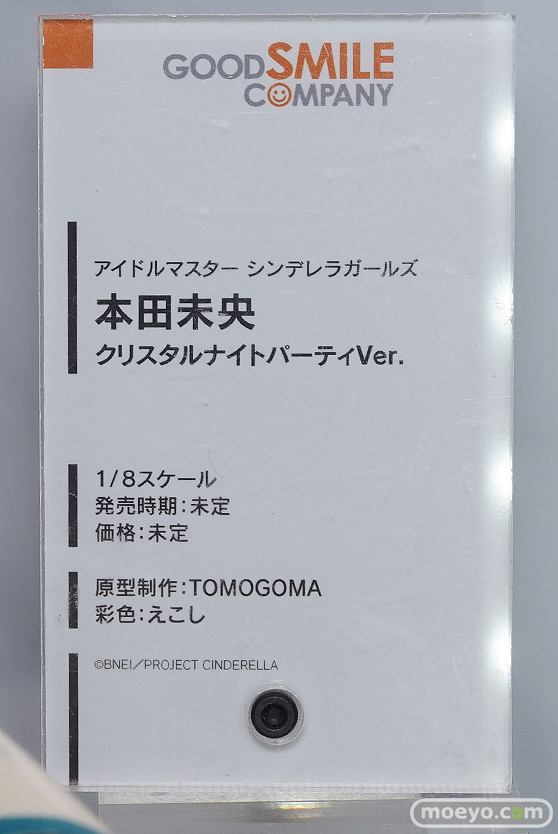 GOODSMILE
COMPANY
アイドルマスター シンデレラガールズ
本田未央
クリスタルナイトパーティVer.
1/8スケール
発売時期：未定
価格：未定
原型制作：TOMOGOMA
彩色：えこし
©BNEI／PROJECT CINDERELLA
moeyo.com